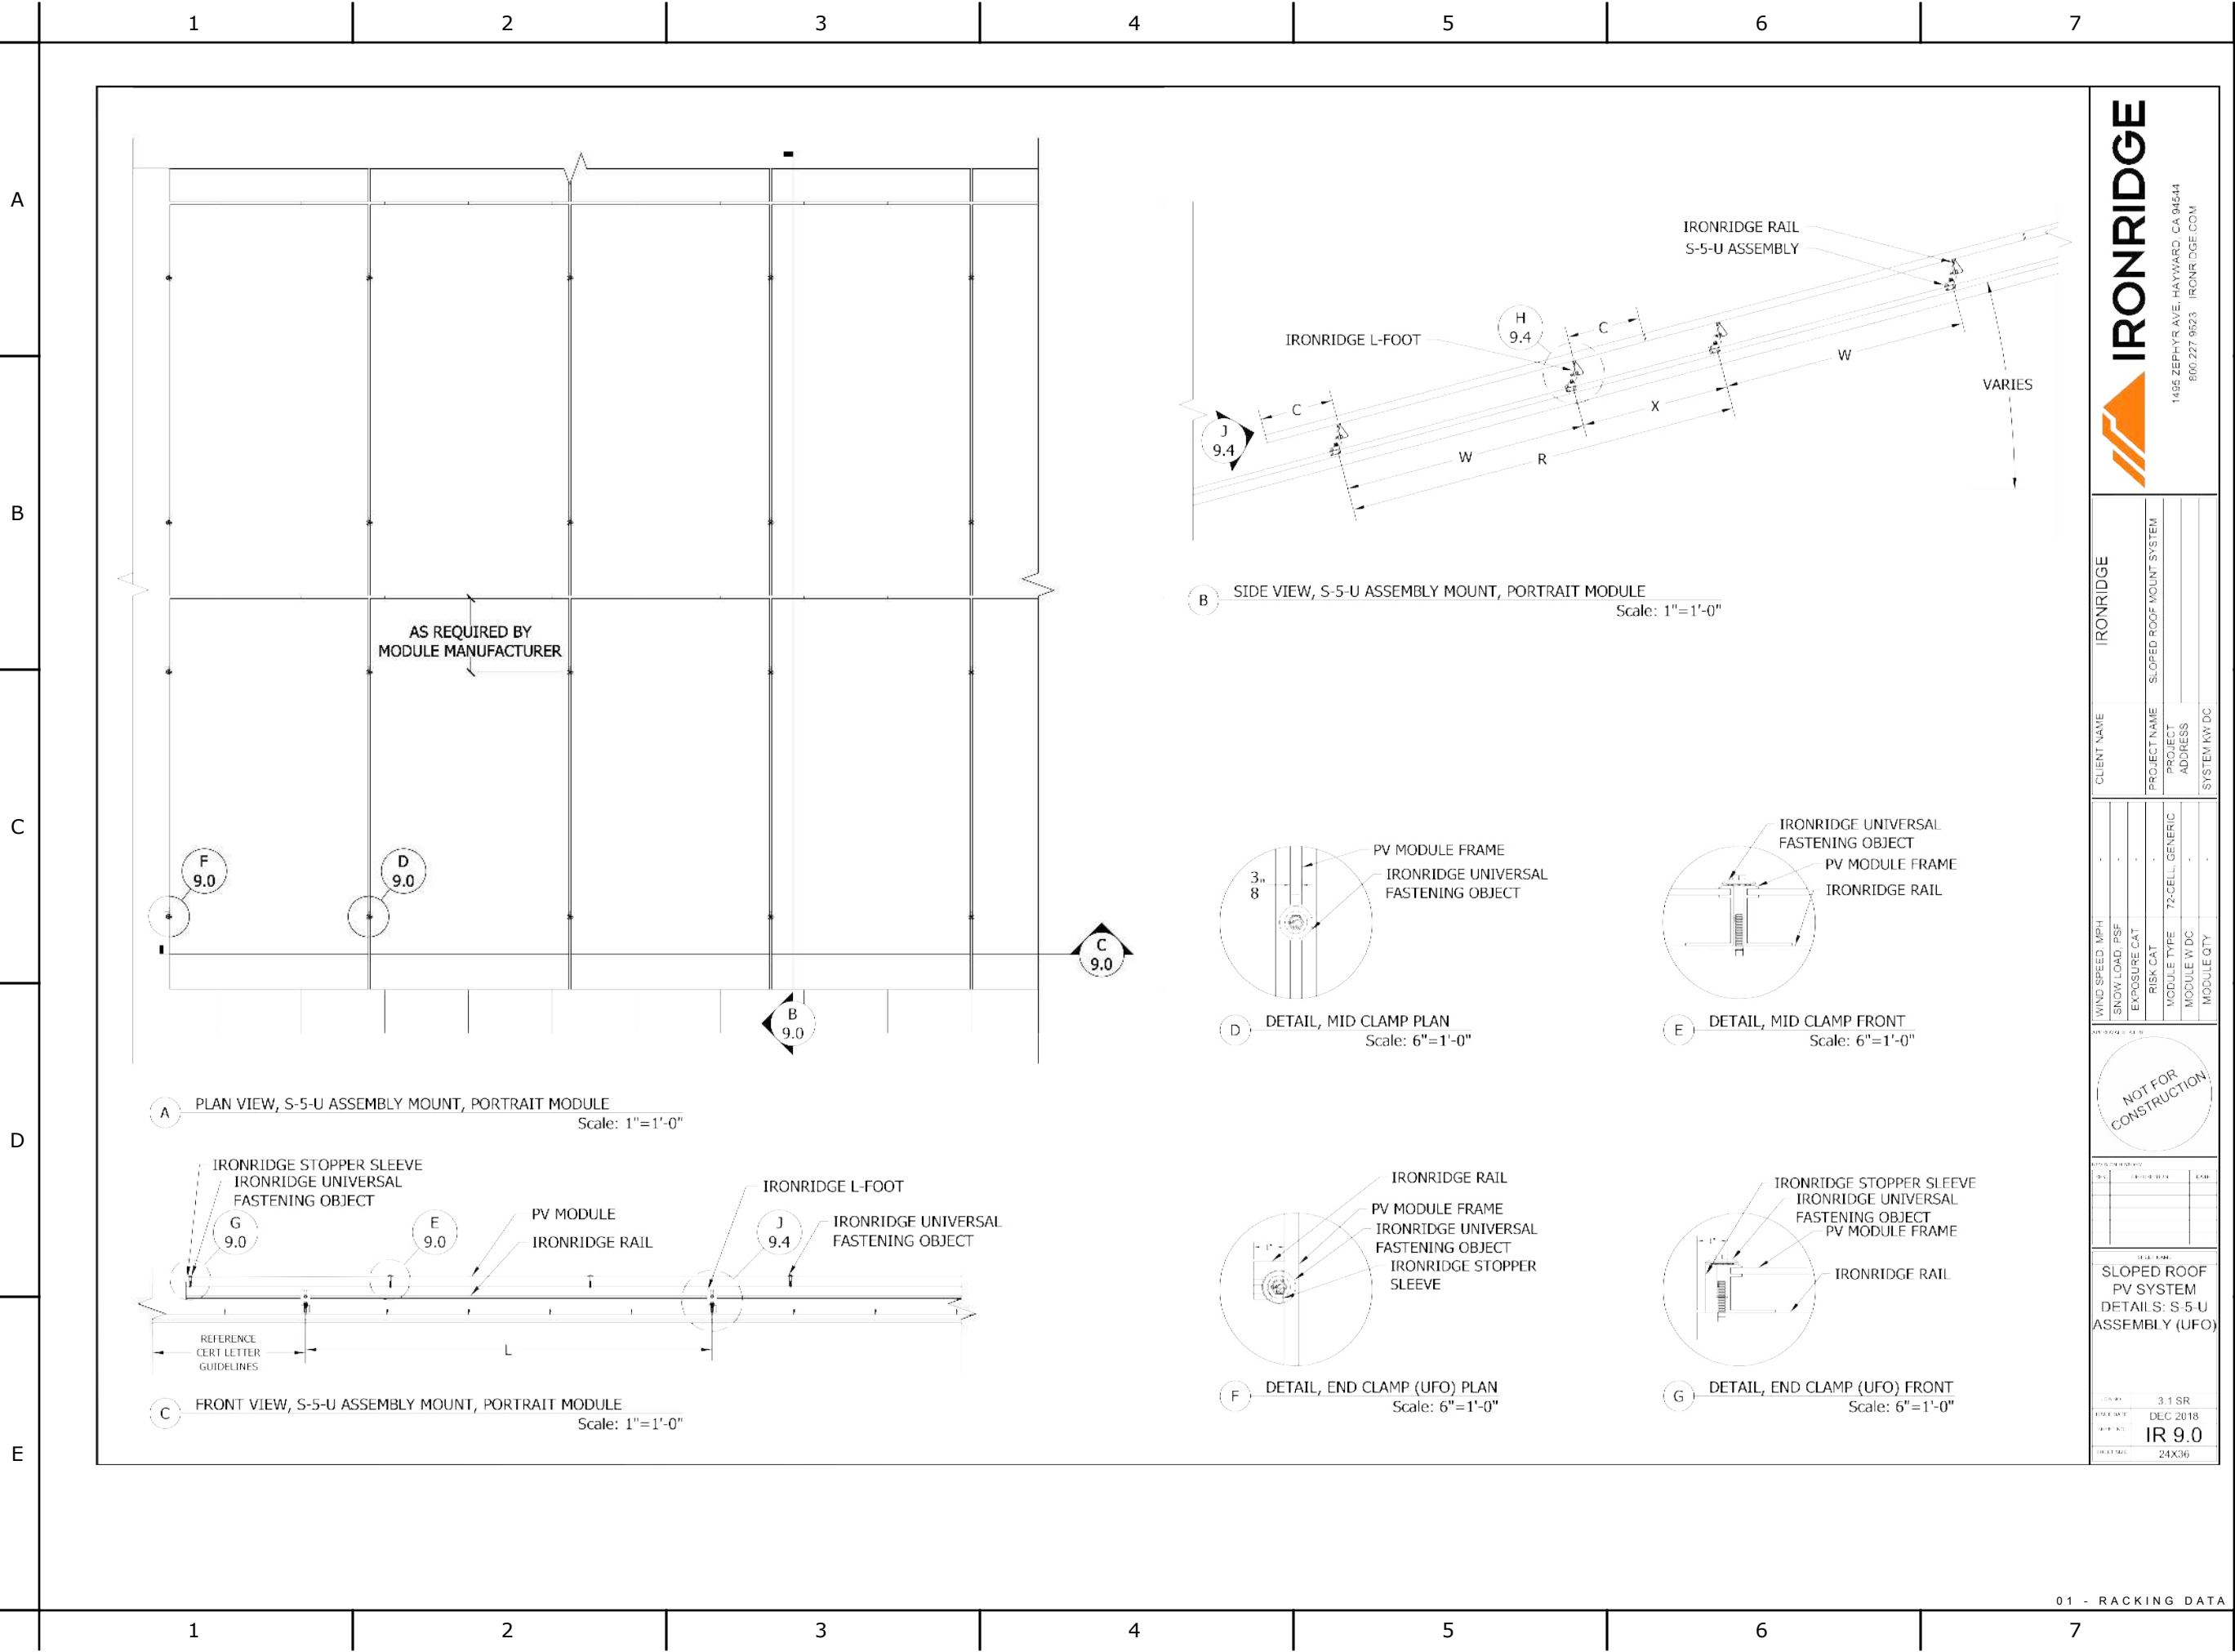 1 2 3 4 5 6 7
A
B
C
D
E
AS REQUIRED BY
MODULE MANUFACTURER
F
9.0
D
9.0
C
9.0
B
9.0
A PLAN VIEW, S-5-U ASSEMBLY MOUNT, PORTRAIT MODULE
Scale: 1"=1'-0"
IRONRIDGE RAIL
S-5-U ASSEMBLY
IRONRIDGE L-FOOT
H
9.4
C
W
VARIES
C
X
J
9.4
W
R
B SIDE VIEW, S-5-U ASSEMBLY MOUNT, PORTRAIT MODULE
Scale: 1"=1'-0"
3"
8
PV MODULE FRAME
IRONRIDGE UNIVERSAL
FASTENING OBJECT
D DETAIL, MID CLAMP PLAN
Scale: 6"=1'-0"
IRONRIDGE UNIVERSAL
FASTENING OBJECT
PV MODULE FRAME
IRONRIDGE RAIL
E DETAIL, MID CLAMP FRONT
Scale: 6"=1'-0"
IRONRIDGE STOPPER SLEEVE
IRONRIDGE UNIVERSAL
FASTENING OBJECT
G
9.0
E
9.0
PV MODULE
IRONRIDGE RAIL
IRONRIDGE L-FOOT
J
9.4
IRONRIDGE UNIVERSAL
FASTENING OBJECT
REFERENCE
CERT LETTER
GUIDELINES
L
C FRONT VIEW, S-5-U ASSEMBLY MOUNT, PORTRAIT MODULE
Scale: 1"=1'-0"
IRONRIDGE RAIL
PV MODULE FRAME
IRONRIDGE UNIVERSAL
FASTENING OBJECT
IRONRIDGE STOPPER
SLEEVE
1"
F DETAIL, END CLAMP (UFO) PLAN
Scale: 6"=1'-0"
IRONRIDGE STOPPER SLEEVE
IRONRIDGE UNIVERSAL
FASTENING OBJECT
PV MODULE FRAME
IRONRIDGE RAIL
1"
G DETAIL, END CLAMP (UFO) FRONT
Scale: 6"=1'-0"
IRONRIDGE
1495 ZEPHYR AVE, HAYWARD, CA 94544
800.227.9523 IRONRIDGE.COM
CLIENT NAME IRONRIDGE
PROJECT NAME SLOPED ROOF MOUNT SYSTEM
PROJECT
ADDRESS
SYSTEM KW DC
WIND SPEED, MPH -
SNOW LOAD, PSF -
EXPOSURE CAT -
RISK CAT -
MODULE TYPE 72-CELL, GENERIC
MODULE W DC -
MODULE QTY -
NOT FOR
CONSTRUCTION
SLOPED ROOF
PV SYSTEM
DETAILS: S-5-U
ASSEMBLY (UFO)
3.1 SR
DEC 2018
IR 9.0
24X36
01 - RACKING DATA
1 2 3 4 5 6 7